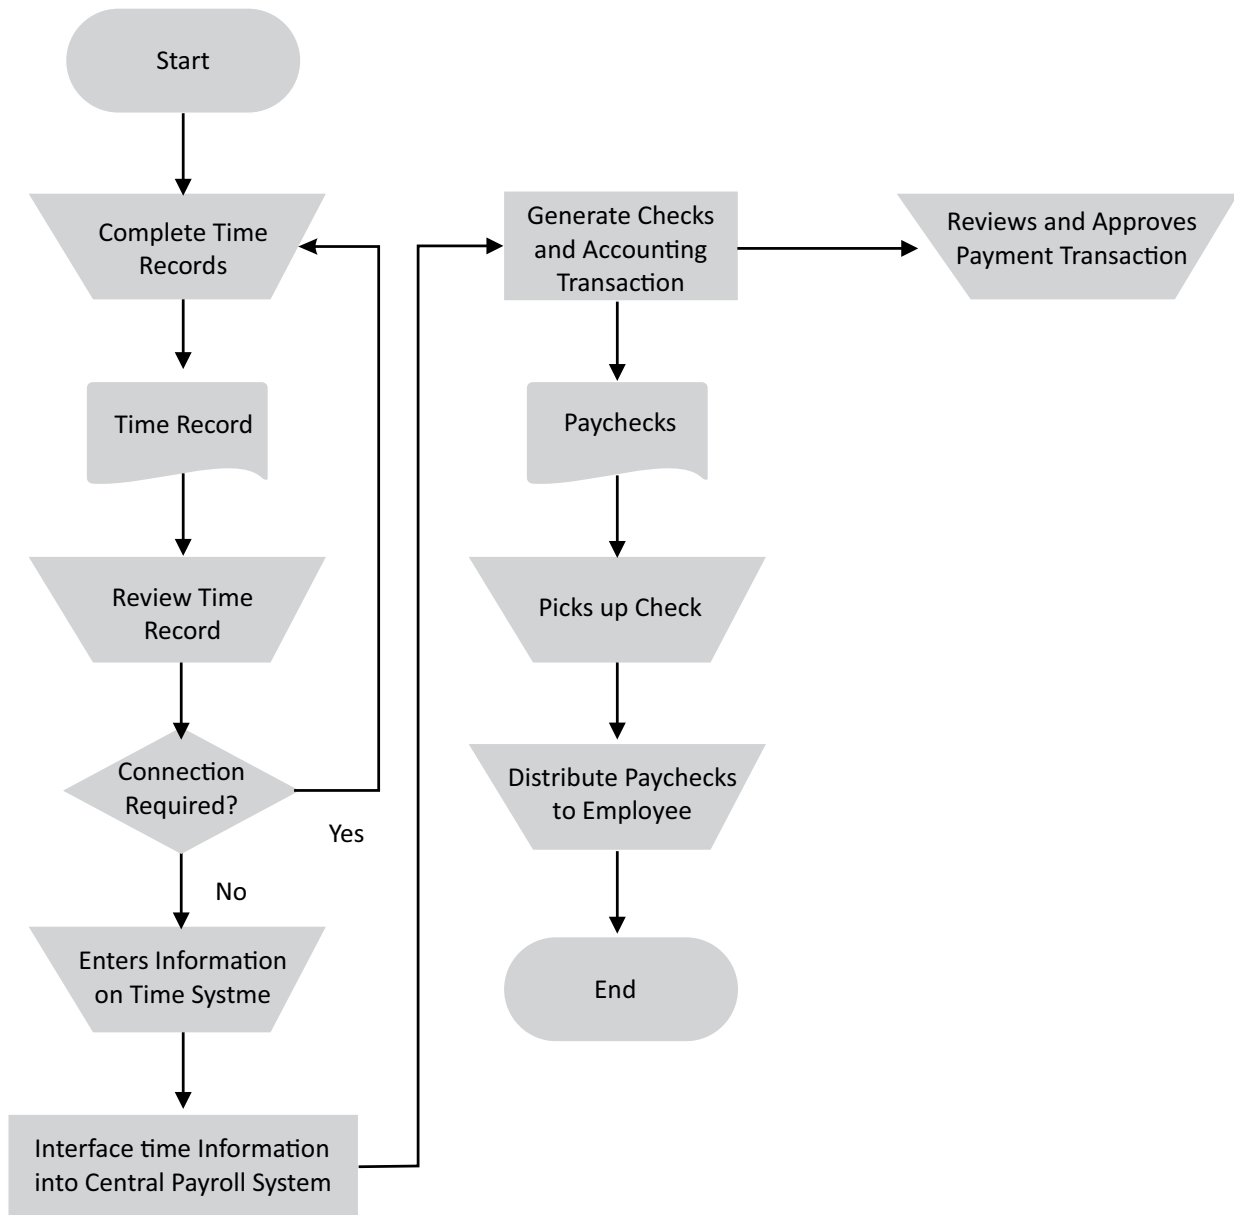 Start
Complete Time
Records
Time Record
Review Time
Record
Connection
Required?
Yes
No
Enters Information
on Time Systme
Interface time Information
into Central Payroll System
Generate Checks
and Accounting
Transaction
Reviews and Approves
Payment Transaction
Paychecks
Picks up Check
Distribute Paychecks
to Employee
End